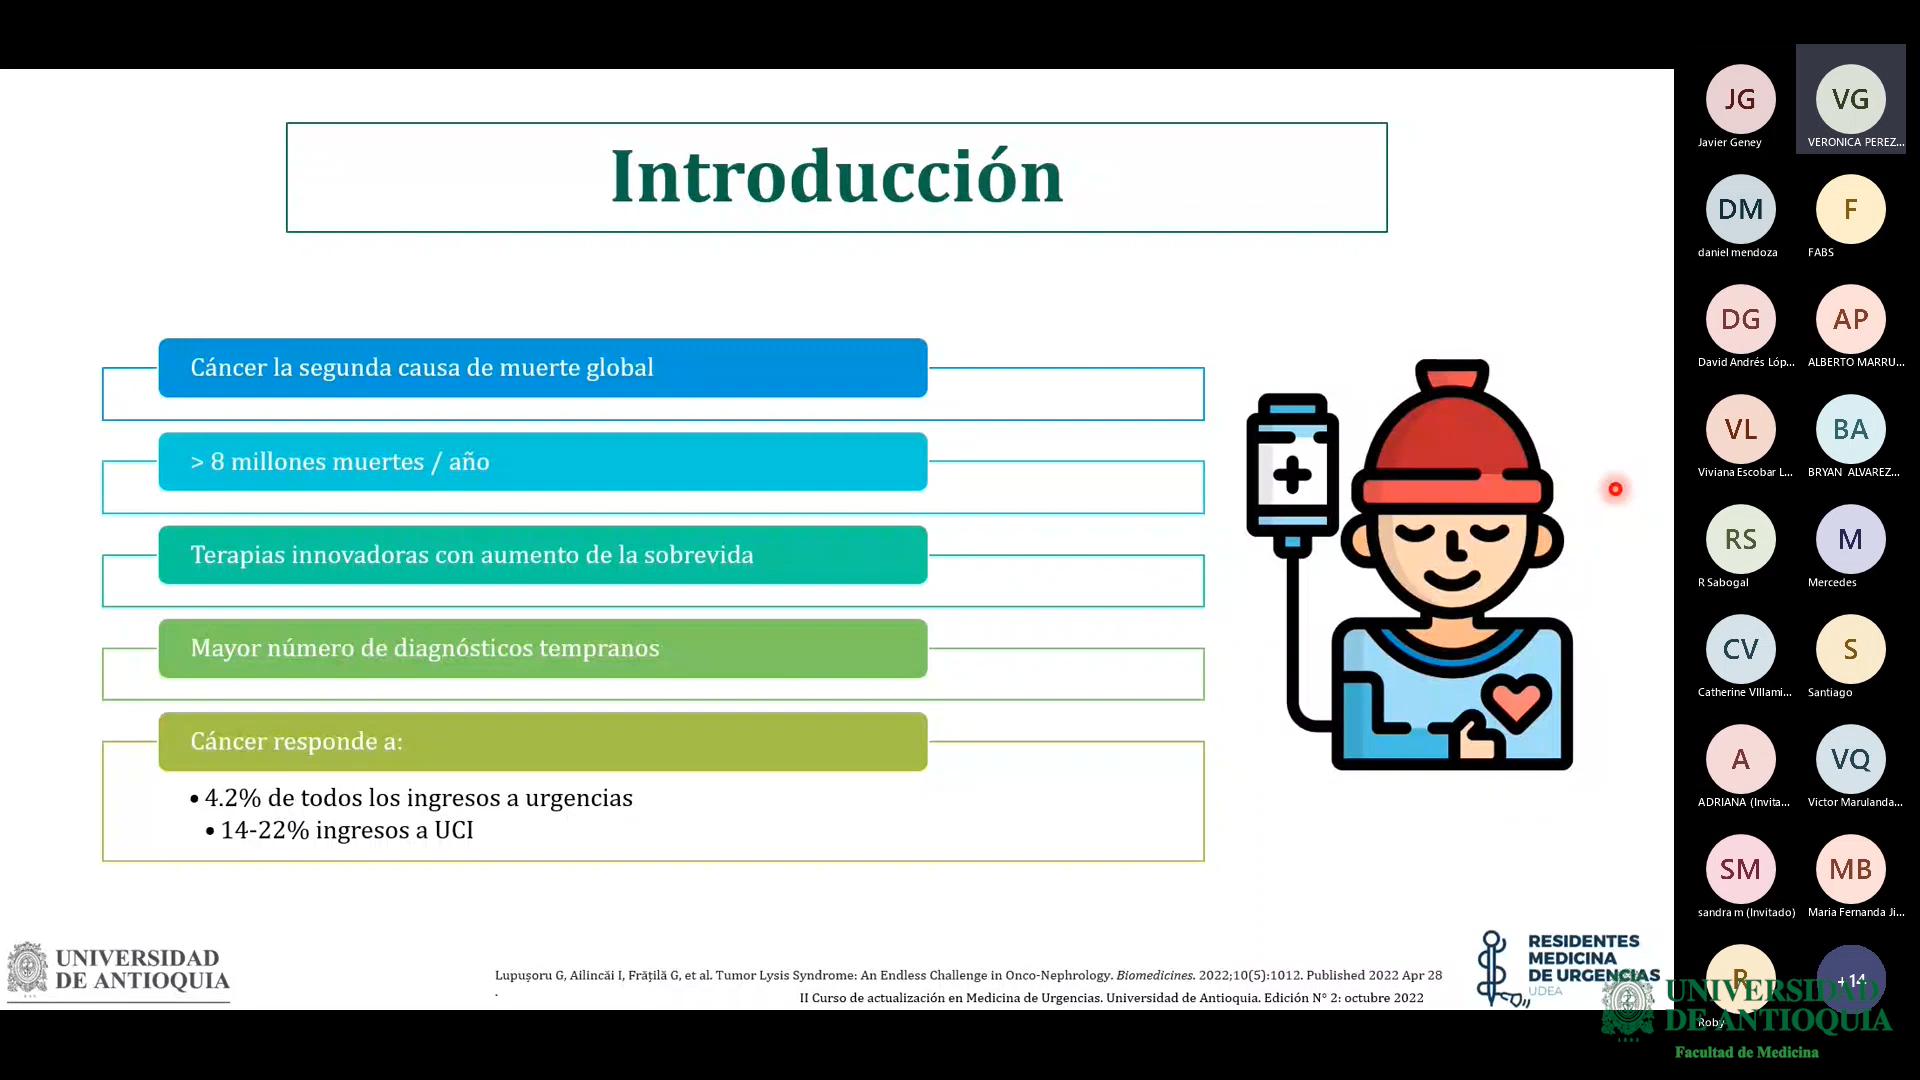 Introducción
Cáncer la segunda causa de muerte global
> 8 millones muertes / año
Terapias innovadoras con aumento de la sobrevida
Mayor número de diagnósticos tempranos
Cáncer responde a:
• 4.2% de todos los ingresos a urgencias
• 14-22% ingresos a UCI
UNIVERSIDAD
DE ANTIOQUIA
Lupușoru G, Ailincăi I, Frățilă G, et al. Tumor Lysis Syndrome: An Endless Challenge in Onco-Nephrology. Biomedicines. 2022;10(5):1012. Published 2022 Apr 28
.
II Curso de actualización en Medicina de Urgencias. Universidad de Antioquia. Edición N° 2: octubre 2022
RESIDENTES
MEDICINA
DE URGENCIAS
UDEA
JG
Javier Geney
VG
VERONICA PEREZ...
DM
daniel mendoza
F
FABS
DG
David Andrés Lóp...
AP
ALBERTO MARRU...
VL
Viviana Escobar L...
BA
BRYAN ALVAREZ...
RS
R Sabogal
M
Mercedes
CV
Catherine VIllami...
S
Santiago
A
ADRIANA (Invita...
VQ
Victor Marulanda...
SM
sandra m (Invitado)
MB
Maria Fernanda Ji...
R
Roby
+14
UNIVERSIDAD
DE ANTIOQUIA
Facultad de Medicina